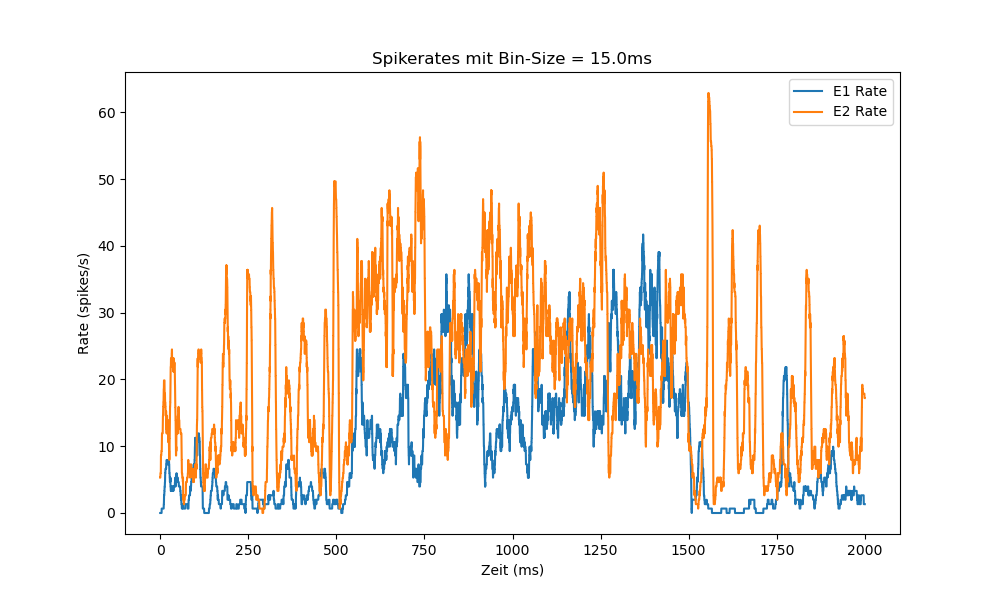 Spikerates mit Bin-Size = 15.0ms
E1 Rate
E2 Rate
60
50
40
30
20
10
0
Rate (spikes/s)
0 250 500 750 1000 1250 1500 1750 2000
Zeit (ms)